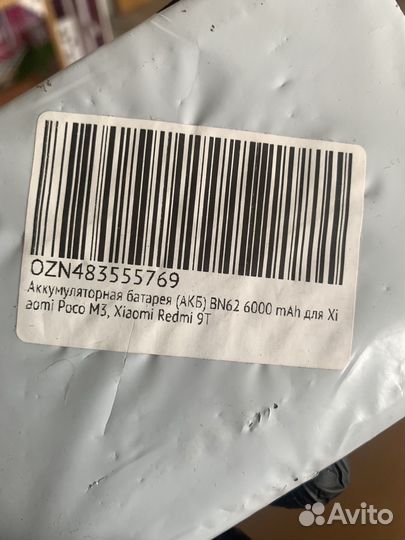 OZN483555769
Аккумуляторная батарея (АКБ) BN62 6000 mAh для Xi
aomi Poco M3, Xiaomi Redmi 9T
Avito